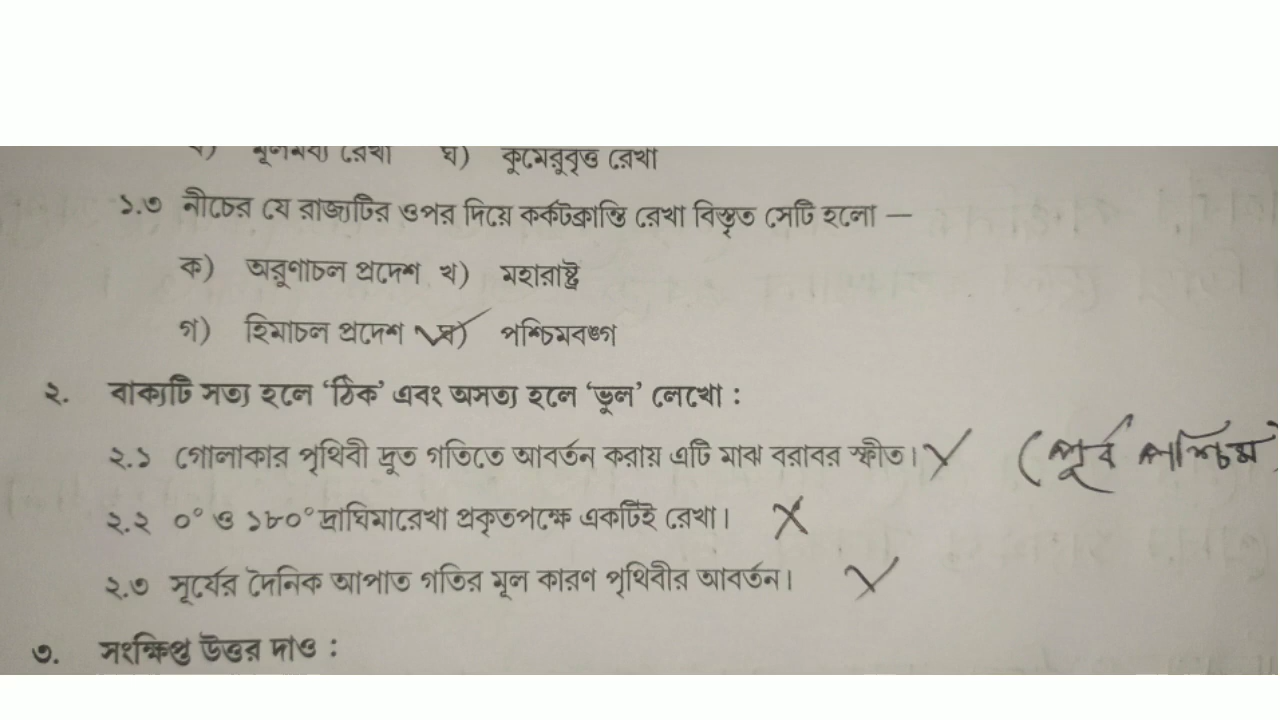 ঘ) কুমেরুবৃত্ত রেখা
১.৩ নীচের যে রাজ্যটির ওপর দিয়ে কর্কটক্রান্তি রেখা বিস্তৃত সেটি হলো —
ক) অরুণাচল প্রদেশ খ) মহারাষ্ট্র
গ) হিমাচল প্রদেশ ঘ) পশ্চিমবঙ্গ
২. বাক্যটি সত্য হলে ‘ঠিক’ এবং অসত্য হলে ‘ভুল’ লেখো :
২.১ গোলাকার পৃথিবী দ্রুত গতিতে আবর্তন করায় এটি মাঝ বরাবর স্ফীত। (পূর্ব পশ্চিম)
২.২ ০° ও ১৮০° দ্রাঘিমারেখা প্রকৃতপক্ষে একটিই রেখা।
২.৩ সূর্যের দৈনিক আপাত গতির মূল কারণ পৃথিবীর আবর্তন।
৩. সংক্ষিপ্ত উত্তর দাও :